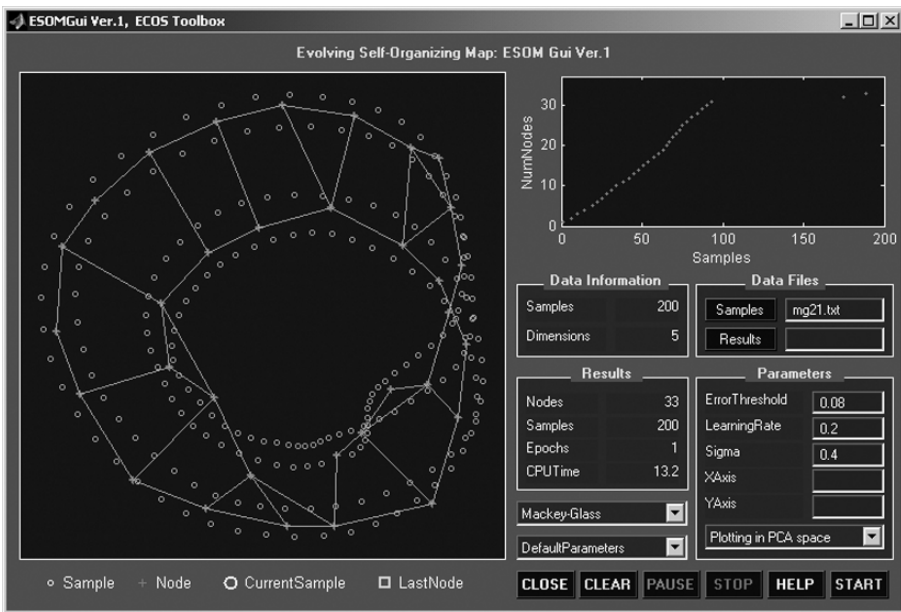 ESOMGui Ver.1, ECOS Toolbox
Evolving Self-Organizing Map: ESOM Gui Ver.1
NumNodes
30
20
10
0
0 50 100 150 200
Samples
Data Information
Samples 200
Dimensions 5
Data Files
Samples mg21.txt
Results
Results
Nodes 33
Samples 200
Epochs 1
CPUTime 13.2
Parameters
ErrorThreshold 0.08
LearningRate 0.2
Sigma 0.4
XAxis
YAxis
Plotting in PCA space
Mackey-Glass
DefaultParameters
Sample Node CurrentSample LastNode
CLOSE CLEAR PAUSE STOP HELP START